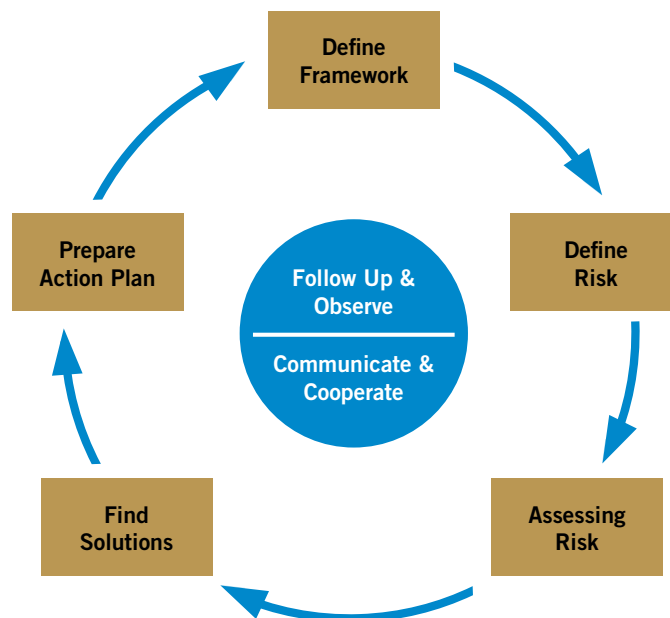 Define
Framework
Define
Risk
Assessing
Risk
Find
Solutions
Prepare
Action Plan
Follow Up &
Observe
Communicate &
Cooperate